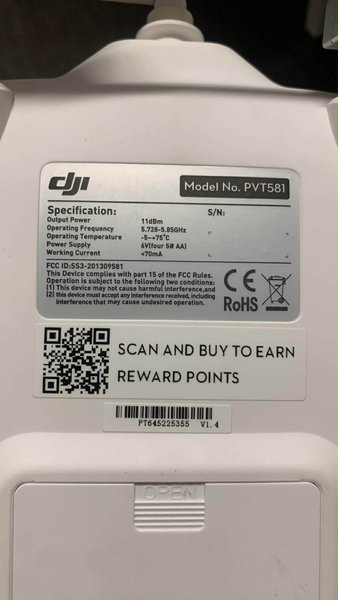 dji
Model No. PVT581
Specification:
S/N:
Output Power 11dBm
Operating Frequency 5.728-5.85GHz
Operating Temperature -5~+75℃
Power Supply 6V(four 5# AA)
Working Current <70mA
FCC ID:SS3-201309581
This Device complies with part 15 of the FCC Rules.
Operation is subject to the following two conditions:
(1) This device may not cause harmful interference,and
(2) this device must accept any interference received, including
interference that may cause undesired operation.
CE
RoHS
SCAN AND BUY TO EARN
REWARD POINTS
PT645225355 V1.4
OPEN